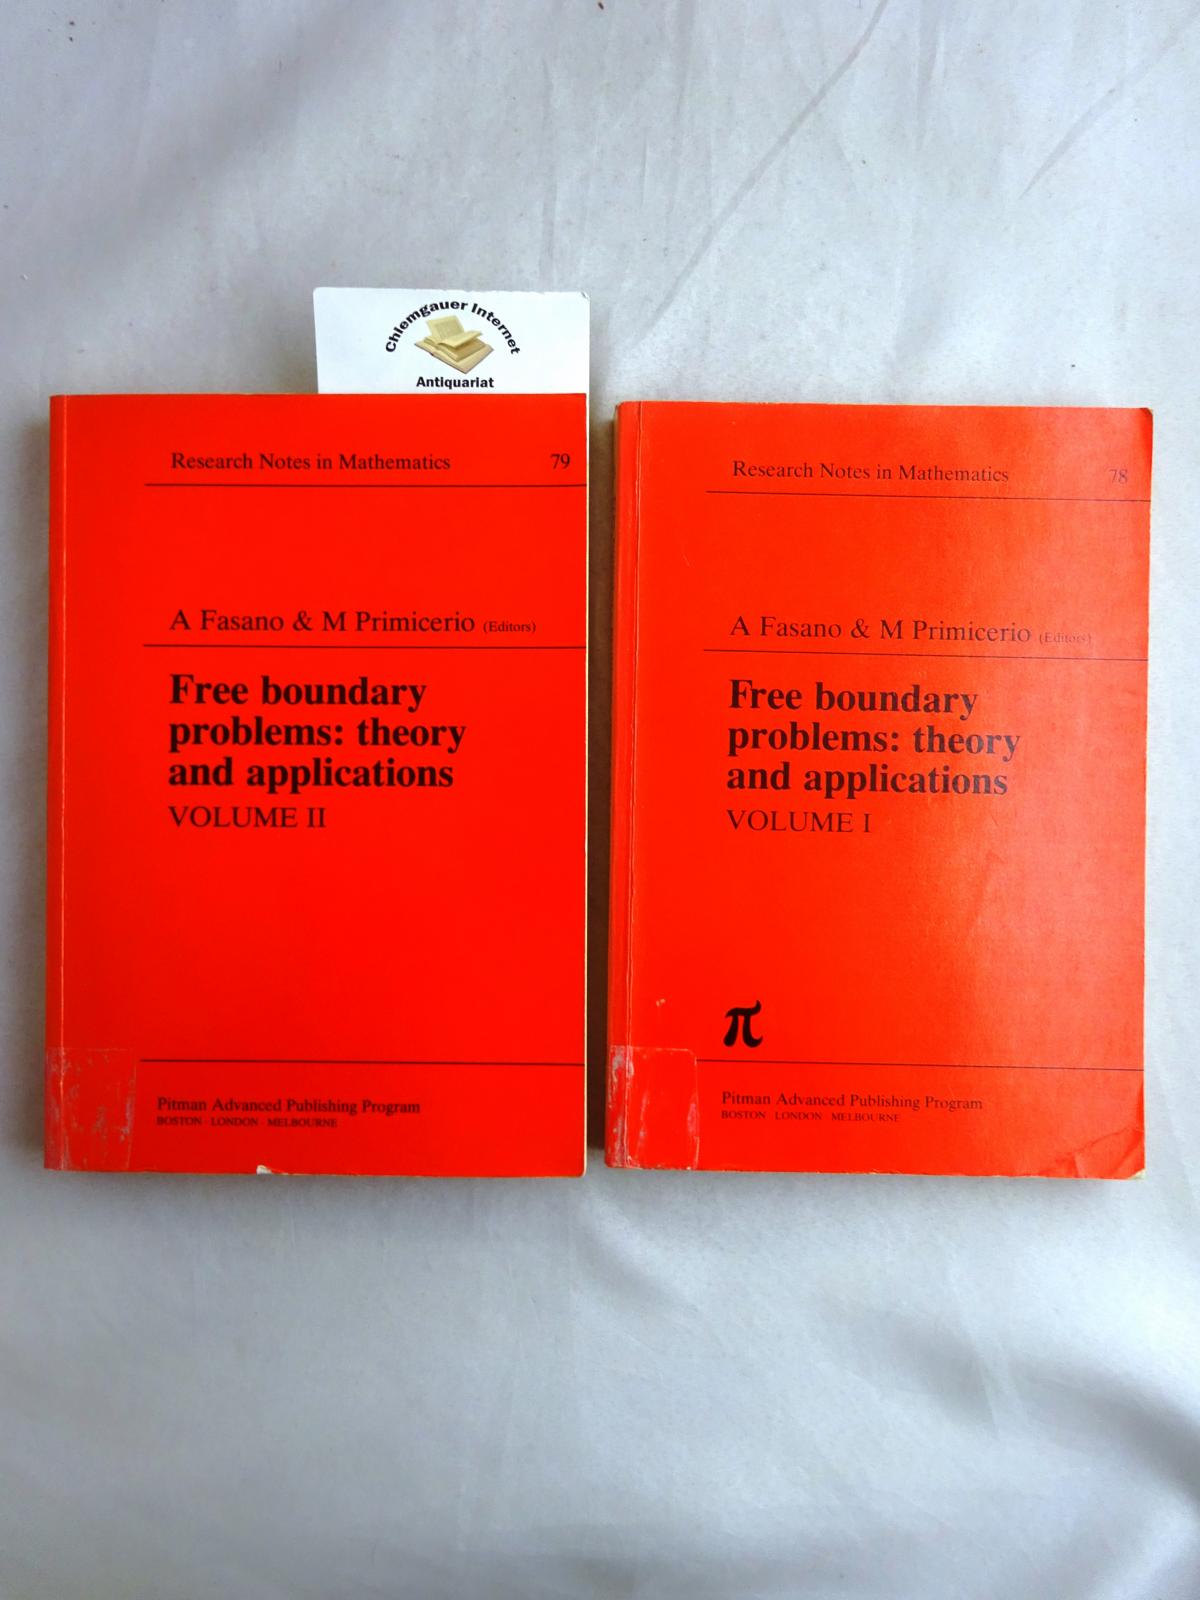 Chiemgauer Internet
Antiquariat
Research Notes in Mathematics 79
A Fasano & M Primicerio (Editors)
Free boundary
problems: theory
and applications
VOLUME II
Pitman Advanced Publishing Program
BOSTON · LONDON · MELBOURNE
Research Notes in Mathematics 78
A Fasano & M Primicerio (Editors)
Free boundary
problems: theory
and applications
VOLUME I
π
Pitman Advanced Publishing Program
BOSTON · LONDON · MELBOURNE